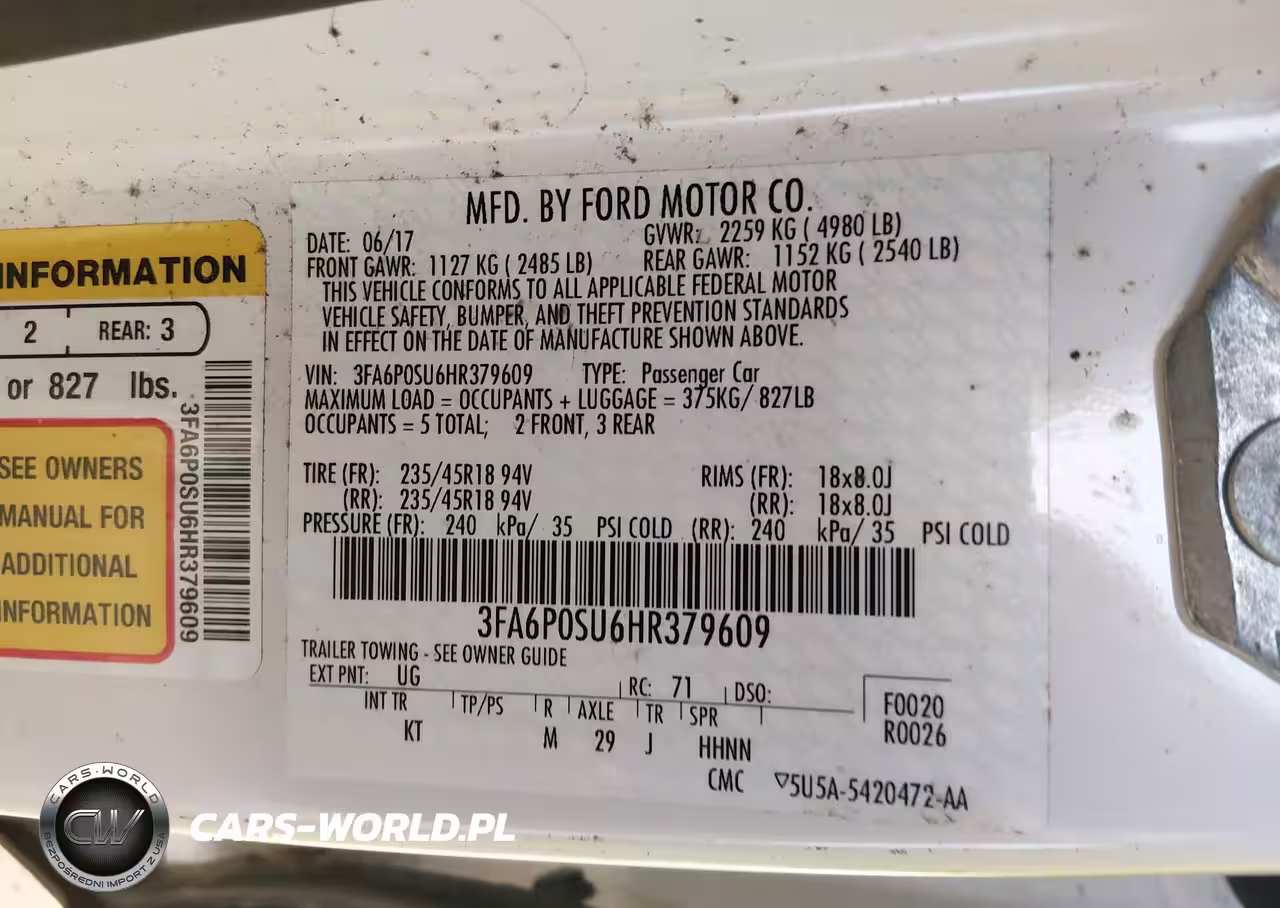 INFORMATION
2 REAR: 3
or 827 lbs.
SEE OWNERS
MANUAL FOR
ADDITIONAL
INFORMATION
3FA6P0SU6HR379609
MFD. BY FORD MOTOR CO.
DATE: 06/17 GVWR: 2259 KG ( 4980 LB)
FRONT GAWR: 1127 KG ( 2485 LB) REAR GAWR: 1152 KG ( 2540 LB)
THIS VEHICLE CONFORMS TO ALL APPLICABLE FEDERAL MOTOR
VEHICLE SAFETY, BUMPER, AND THEFT PREVENTION STANDARDS
IN EFFECT ON THE DATE OF MANUFACTURE SHOWN ABOVE.
VIN: 3FA6P0SU6HR379609 TYPE: Passenger Car
MAXIMUM LOAD = OCCUPANTS + LUGGAGE = 375KG/ 827LB
OCCUPANTS = 5 TOTAL; 2 FRONT, 3 REAR
TIRE (FR): 235/45R18 94V RIMS (FR): 18x8.0J
(RR): 235/45R18 94V (RR): 18x8.0J
PRESSURE (FR): 240 kPa/ 35 PSI COLD (RR): 240 kPa/ 35 PSI COLD
3FA6P0SU6HR379609
TRAILER TOWING - SEE OWNER GUIDE
EXT PNT: UG RC: 71 DSO:
INT TR TP/PS R AXLE TR SPR
KT M 29 J HHNN
CMC
F0020
R0026
▽5U5A-5420472-AA
CARS-WORLD
CW
BEZPOŚREDNI IMPORT Z USA
CARS-WORLD.PL